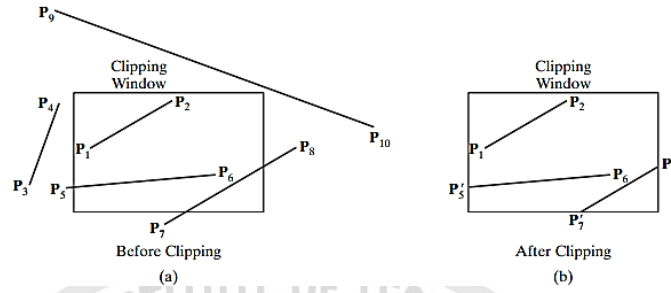 P9
Clipping
Window
P4
P2
P10
P1
P8
P3
P5
P6
P7
Before Clipping
(a)
Clipping
Window
P2
P1
P
P6
P′5
P′7
After Clipping
(b)